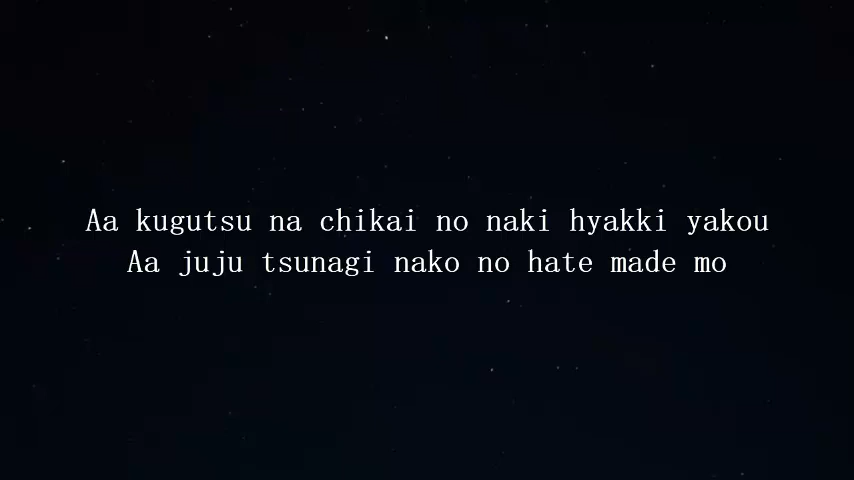 Aa kugutsu na chikai no naki hyakki yakou
Aa juju tsunagi nako no hate made mo